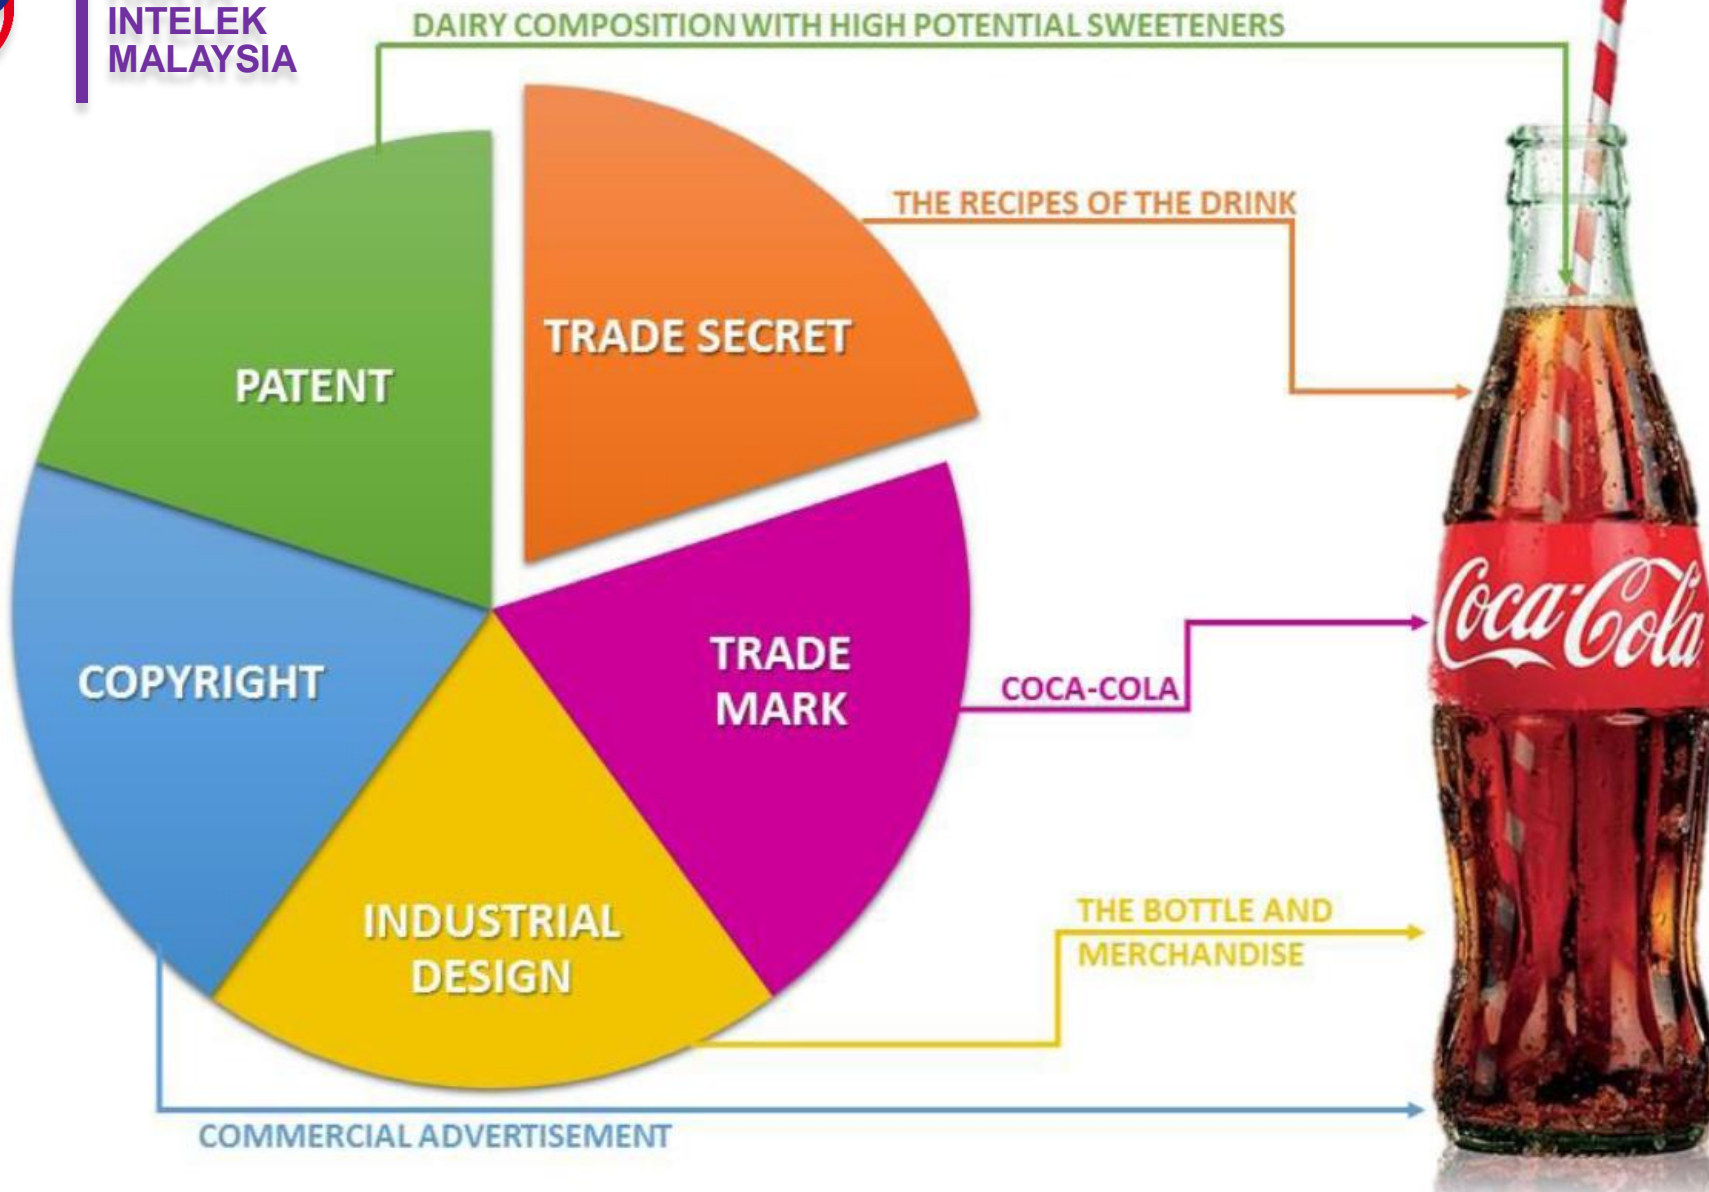 INTELEK
MALAYSIA
DAIRY COMPOSITION WITH HIGH POTENTIAL SWEETENERS
THE RECIPES OF THE DRINK
TRADE SECRET
PATENT
TRADE
MARK
COPYRIGHT
COCA-COLA
Coca-Cola
INDUSTRIAL
DESIGN
THE BOTTLE AND
MERCHANDISE
COMMERCIAL ADVERTISEMENT